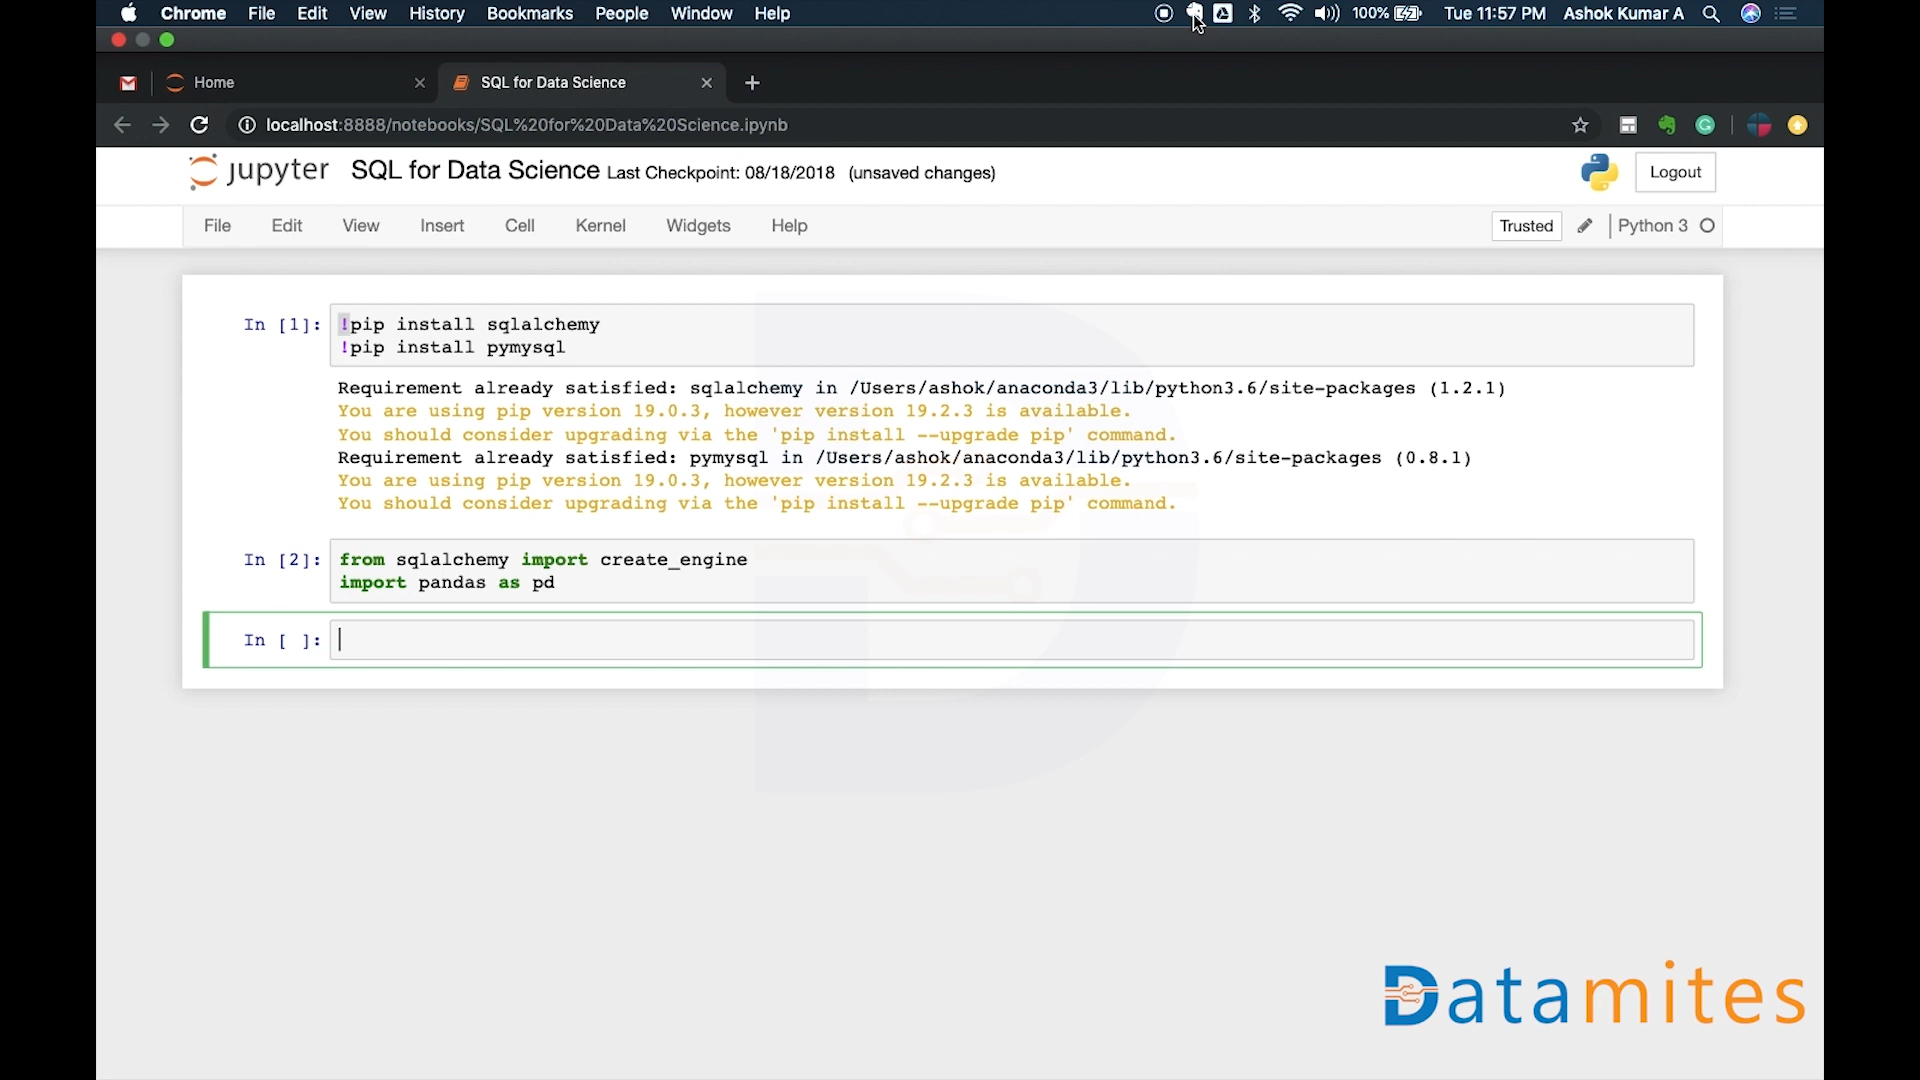 Chrome File Edit View History Bookmarks People Window Help 100% Tue 11:57 PM Ashok Kumar A
Home SQL for Data Science
localhost:8888/notebooks/SQL%20for%20Data%20Science.ipynb
jupyter SQL for Data Science Last Checkpoint: 08/18/2018 (unsaved changes) Logout
File Edit View Insert Cell Kernel Widgets Help Trusted Python 3
In [1]: !pip install sqlalchemy
!pip install pymysql
Requirement already satisfied: sqlalchemy in /Users/ashok/anaconda3/lib/python3.6/site-packages (1.2.1)
You are using pip version 19.0.3, however version 19.2.3 is available.
You should consider upgrading via the 'pip install --upgrade pip' command.
Requirement already satisfied: pymysql in /Users/ashok/anaconda3/lib/python3.6/site-packages (0.8.1)
You are using pip version 19.0.3, however version 19.2.3 is available.
You should consider upgrading via the 'pip install --upgrade pip' command.
In [2]: from sqlalchemy import create_engine
import pandas as pd
In [ ]:
Datamites